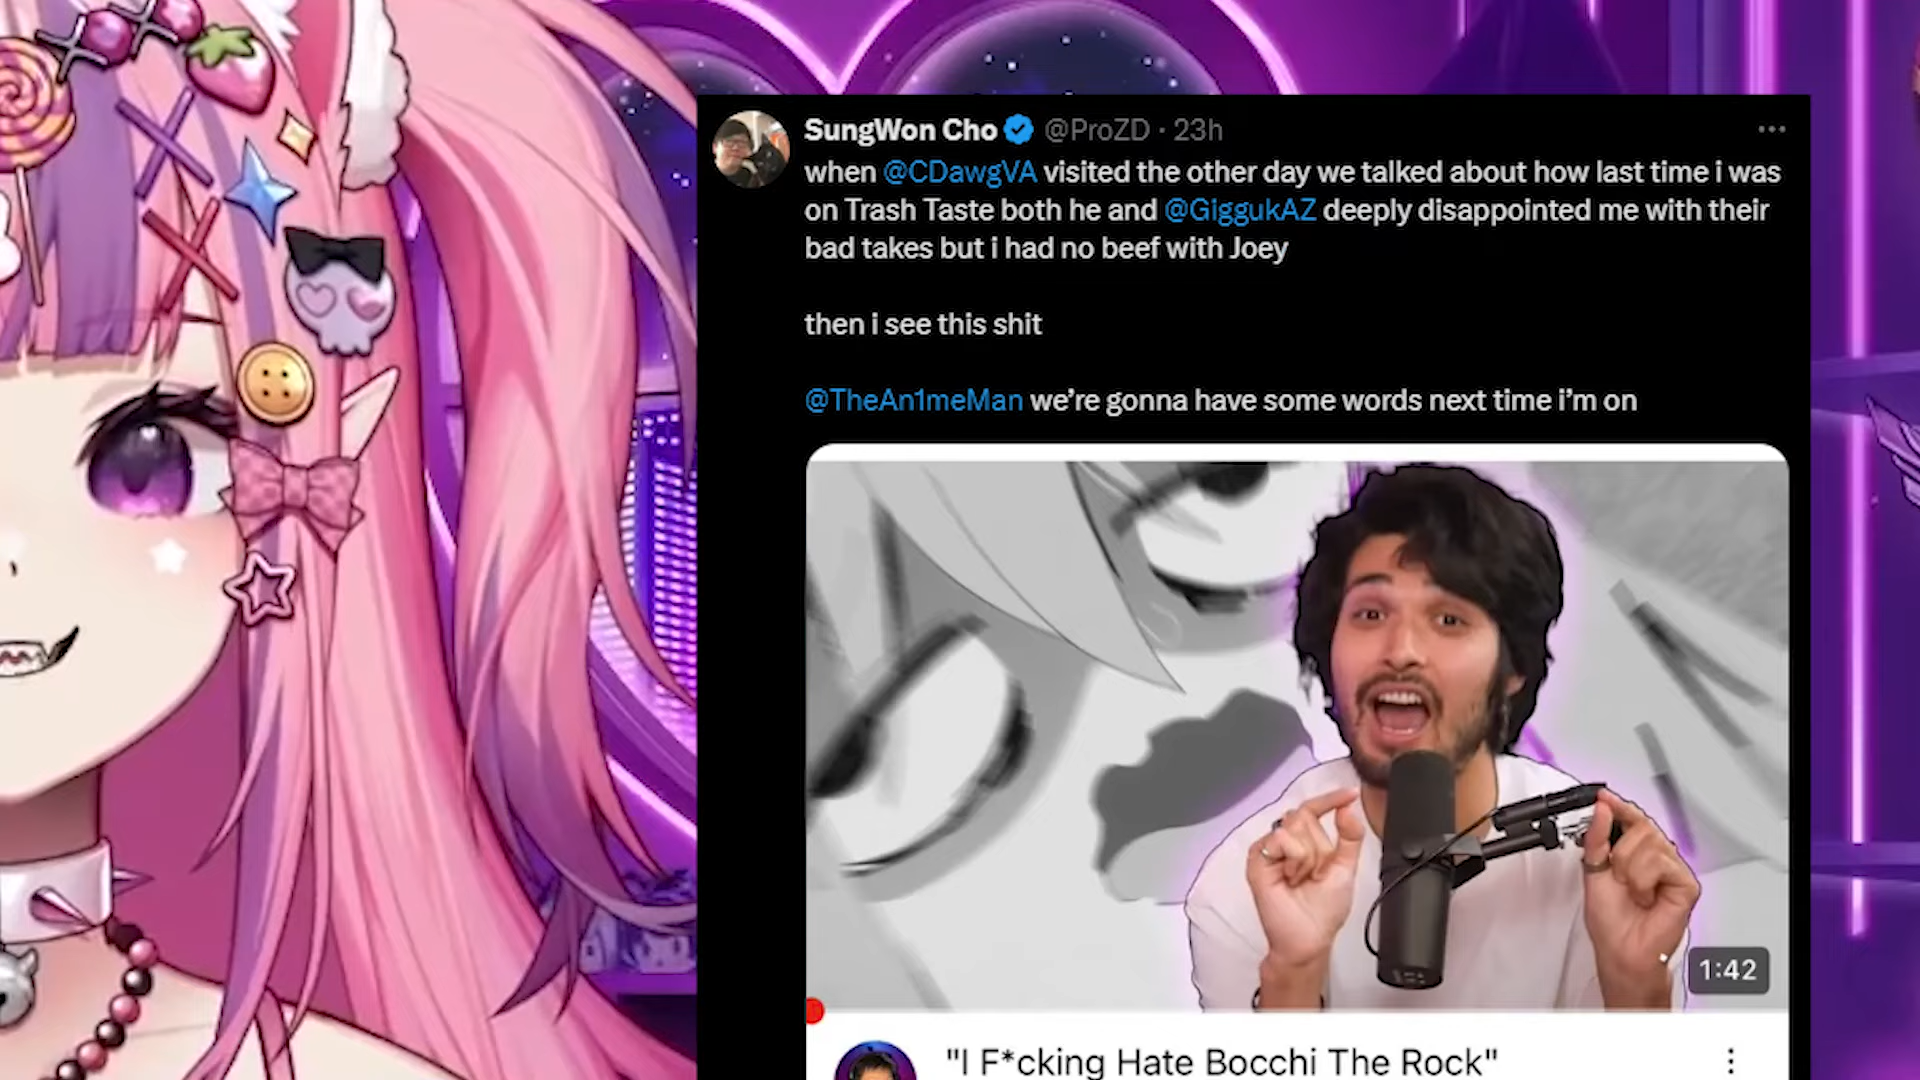 SungWon Cho @ProZD · 23h
when @CDawgVA visited the other day we talked about how last time i was
on Trash Taste both he and @GiggukAZ deeply disappointed me with their
bad takes but i had no beef with Joey
then i see this shit
@TheAn1meMan we’re gonna have some words next time i’m on
1:42
"I F*cking Hate Bocchi The Rock"